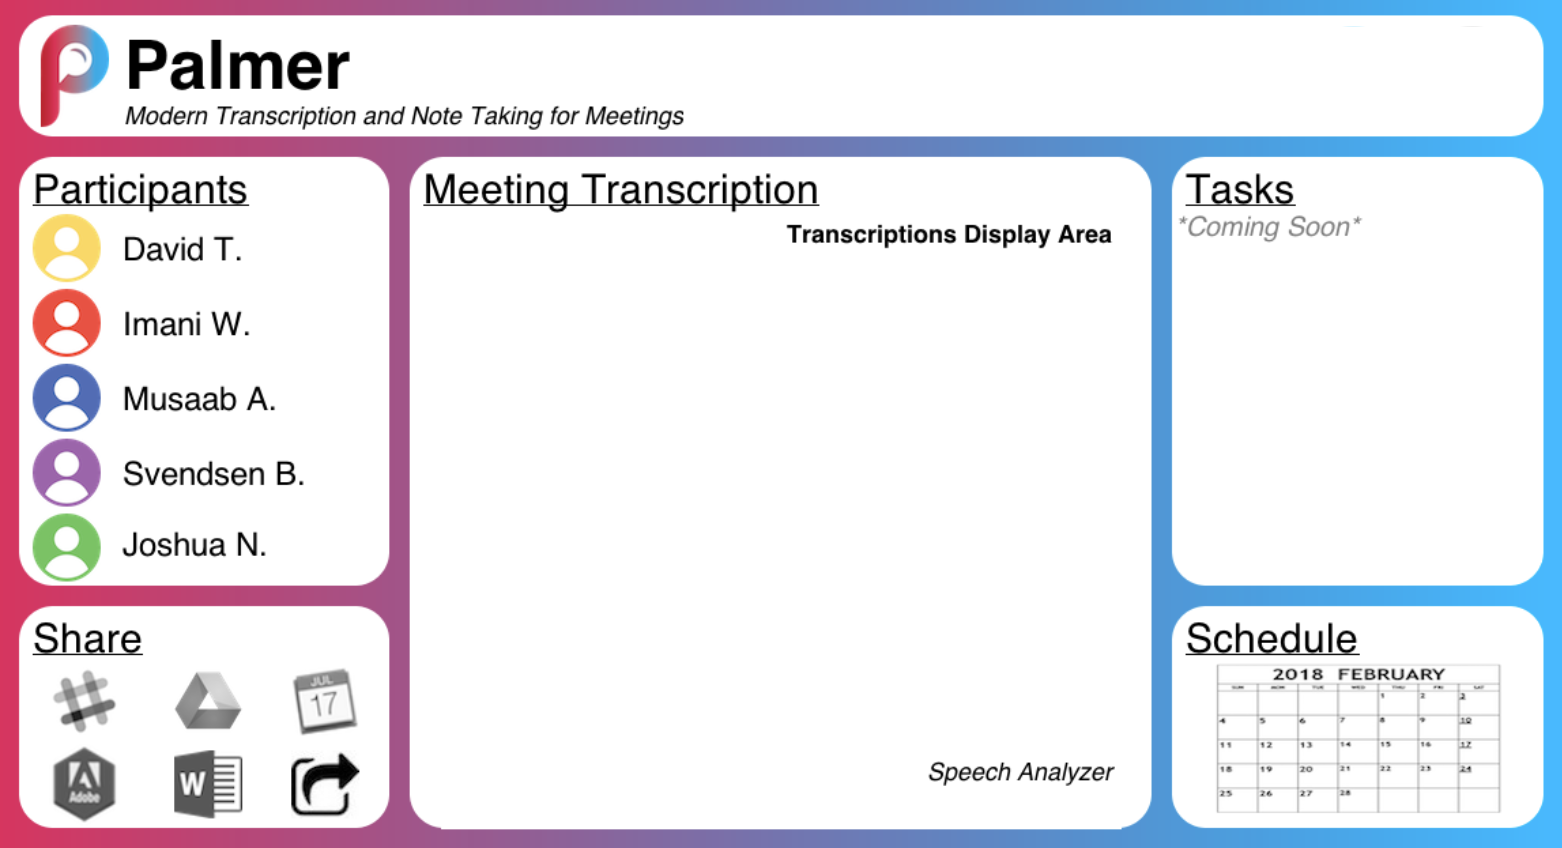 Palmer
Modern Transcription and Note Taking for Meetings
Participants
David T.
Imani W.
Musaab A.
Svendsen B.
Joshua N.
Share
JUL
17
Adobe
W
Meeting Transcription
Transcriptions Display Area
Speech Analyzer
Tasks
*Coming Soon*
Schedule
2018 FEBRUARY
SUN MON TUE WED THU FRI SAT
1 2 3
4 5 6 7 8 9 10
11 12 13 14 15 16 17
18 19 20 21 22 23 24
25 26 27 28